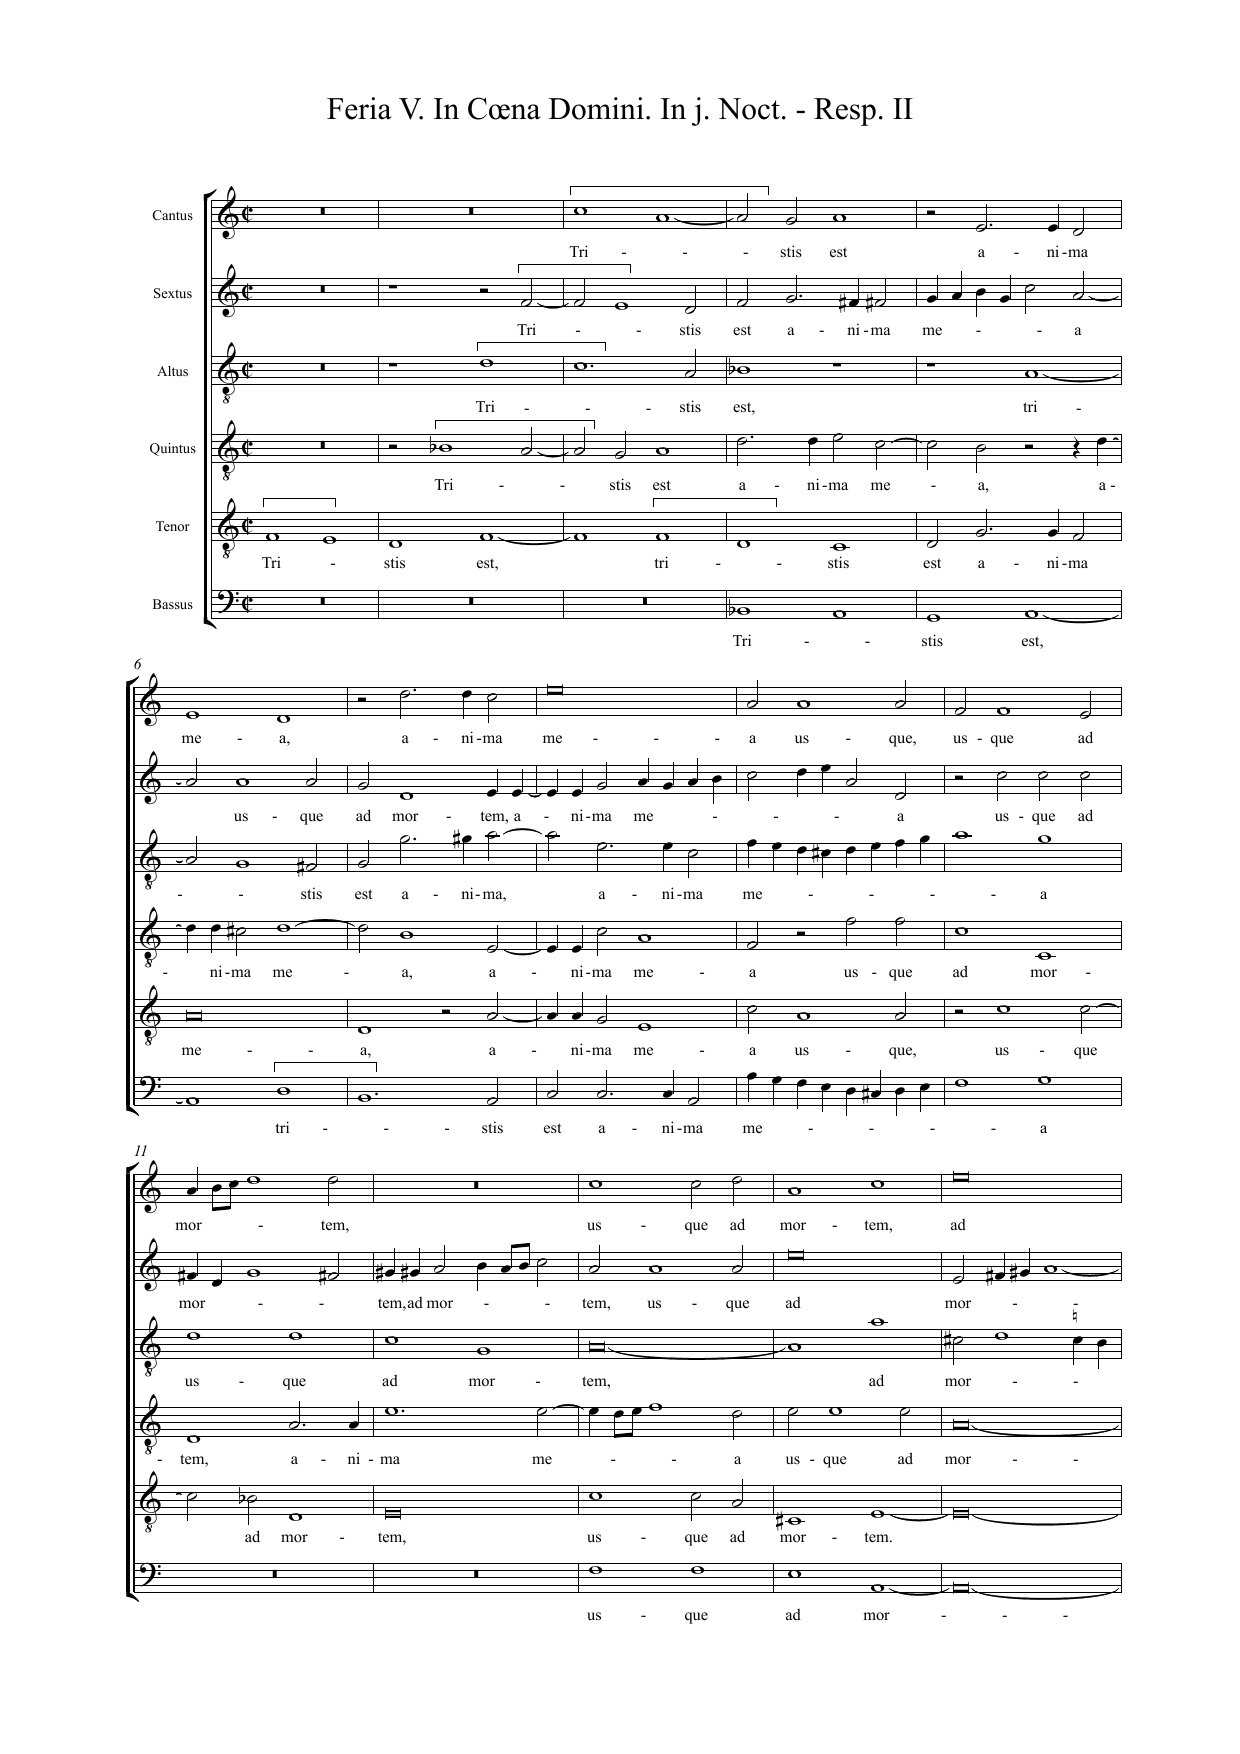 Feria V. In Cœna Domini. In j. Noct. - Resp. II
Cantus
Tri - - - stis est a - ni - ma
Sextus
Tri - - stis est a - ni - ma me - - - a
Altus
Tri - - - stis est, tri -
Quintus
Tri - - stis est a - ni - ma me - a, a -
Tenor
Tri - stis est, tri - - stis est a - ni - ma
Bassus
Tri - - stis est,
6
me - a, a - ni - ma me - - - a us - que, us - que ad
us - que ad mor - tem, a - ni - ma me - - - - - a us - que ad
- - stis est a - ni - ma, a - ni - ma me - - - - - a
- ni - ma me - a, a - ni - ma me - a us - que ad mor -
me - - a, a - ni - ma me - a us - que, us - que
tri - - - stis est a - ni - ma me - - - - - a
11
mor - - tem, us - que ad mor - tem, ad
mor - - - tem, ad mor - - - tem, us - que ad mor - -
us - que ad mor - tem, ad mor - -
- tem, a - ni - ma me - - - a us - que ad mor - -
ad mor - tem, us - que ad mor - tem.
us - que ad mor - - -